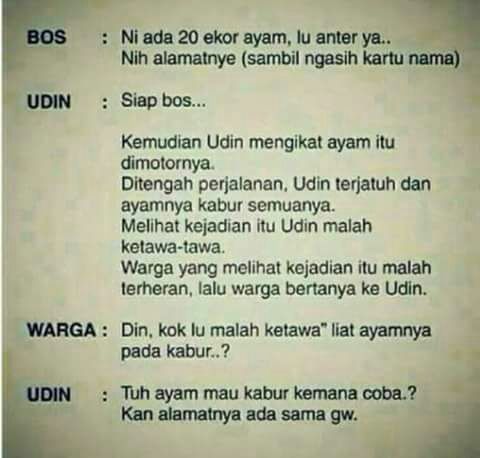 BOS : Ni ada 20 ekor ayam, lu anter ya..
Nih alamatnye (sambil ngasih kartu nama)
UDIN : Siap bos...
Kemudian Udin mengikat ayam itu
dimotornya.
Ditengah perjalanan, Udin terjatuh dan
ayamnya kabur semuanya.
Melihat kejadian itu Udin malah
ketawa-tawa.
Warga yang melihat kejadian itu malah
terheran, lalu warga bertanya ke Udin.
WARGA : Din, kok lu malah ketawa" liat ayamnya
pada kabur..?
UDIN : Tuh ayam mau kabur kemana coba.?
Kan alamatnya ada sama gw.